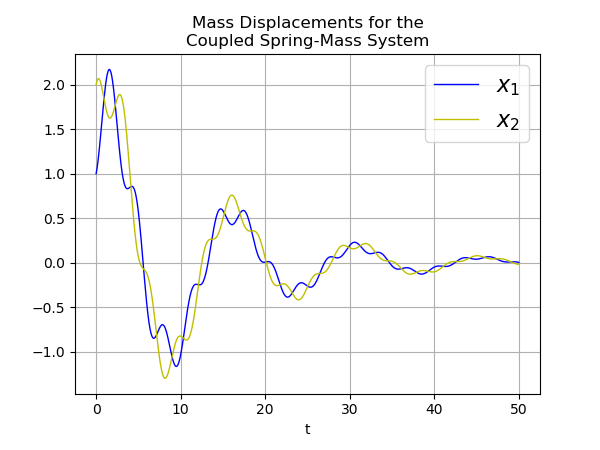 Mass Displacements for the
Coupled Spring-Mass System
x₁
x₂
2.0
1.5
1.0
0.5
0.0
−0.5
−1.0
0 10 20 30 40 50
t